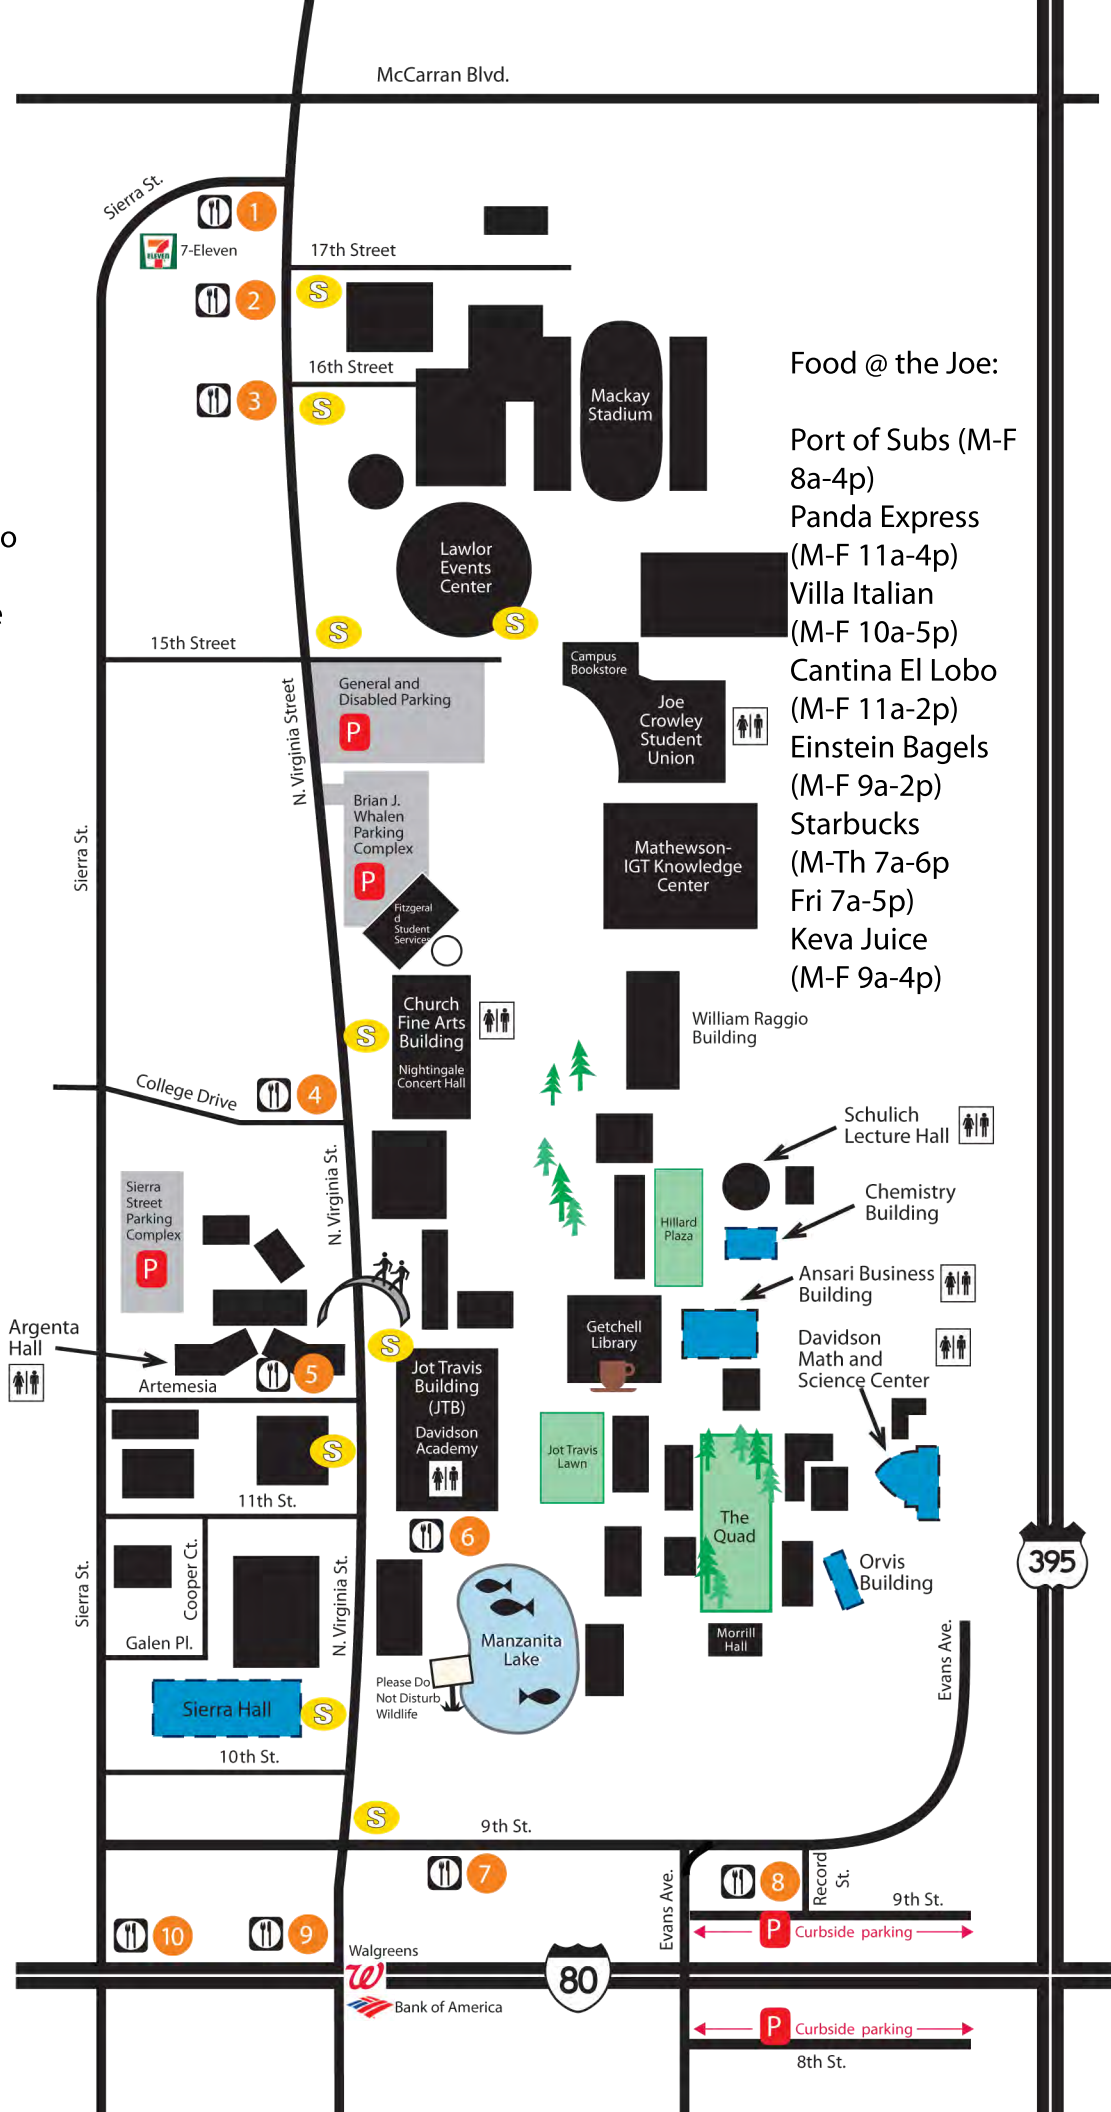 McCarran Blvd.
Sierra St.
1
7
ELEVEN
7-Eleven
17th Street
S
2
16th Street
3
S
Mackay
Stadium
Food @ the Joe:
Port of Subs (M-F
8a-4p)
Panda Express
(M-F 11a-4p)
Villa Italian
(M-F 10a-5p)
Cantina El Lobo
(M-F 11a-2p)
Einstein Bagels
(M-F 9a-2p)
Starbucks
(M-Th 7a-6p
Fri 7a-5p)
Keva Juice
(M-F 9a-4p)
o
e
Lawlor
Events
Center
S
S
15th Street
Campus
Bookstore
Joe
Crowley
Student
Union
General and
Disabled Parking
P
N. Virginia Street
Brian J.
Whalen
Parking
Complex
P
Sierra St.
Mathewson-
IGT Knowledge
Center
Fitzgeral
d
Student
Services
Church
Fine Arts
Building
Nightingale
Concert Hall
S
William Raggio
Building
College Drive
4
Schulich
Lecture Hall
Chemistry
Building
N. Virginia St.
Sierra
Street
Parking
Complex
P
Hillard
Plaza
Ansari Business
Building
Argenta
Hall
Getchell
Library
Davidson
Math and
Science Center
S
5
Artemesia
Jot Travis
Building
(JTB)
Davidson
Academy
S
Jot Travis
Lawn
11th St.
The
Quad
6
395
Sierra St.
Cooper Ct.
N. Virginia St.
Orvis
Building
Galen Pl.
Manzanita
Lake
Morrill
Hall
Evans Ave.
Please Do
Not Disturb
Wildlife
Sierra Hall
S
10th St.
S
9th St.
7
8
Evans Ave.
Record
St.
9th St.
10
9
P
Curbside parking
Walgreens
W
80
Bank of America
P
Curbside parking
8th St.